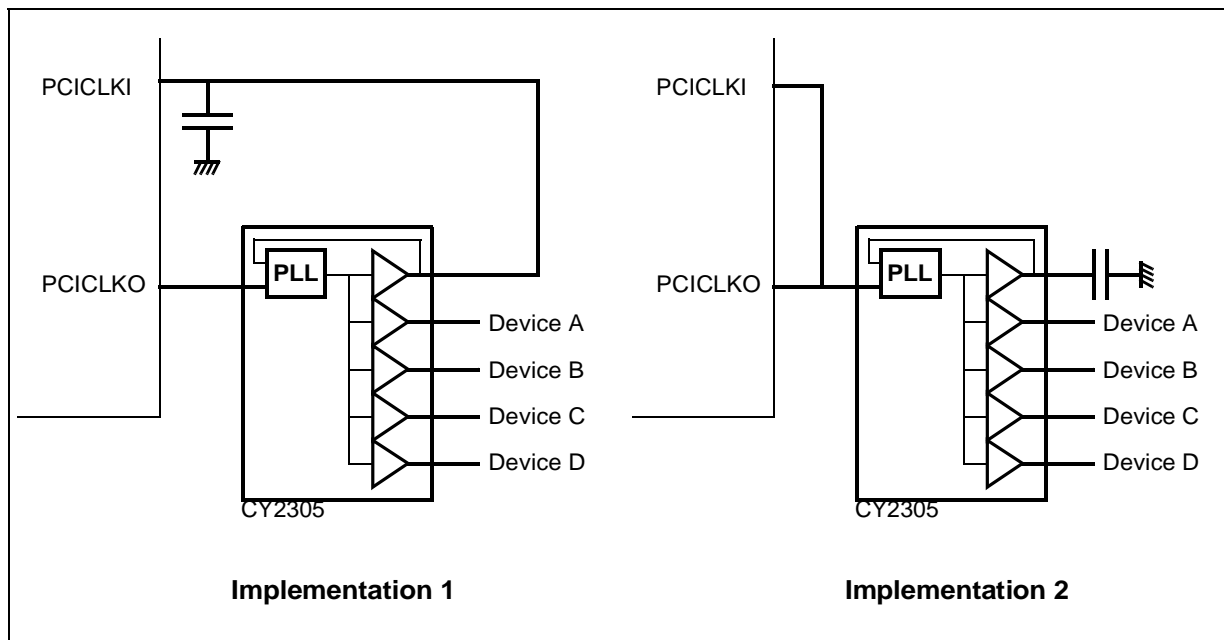 PCICLKI
PCICLKO
PLL
Device A
Device B
Device C
Device D
CY2305
Implementation 1
PCICLKI
PCICLKO
PLL
Device A
Device B
Device C
Device D
CY2305
Implementation 2